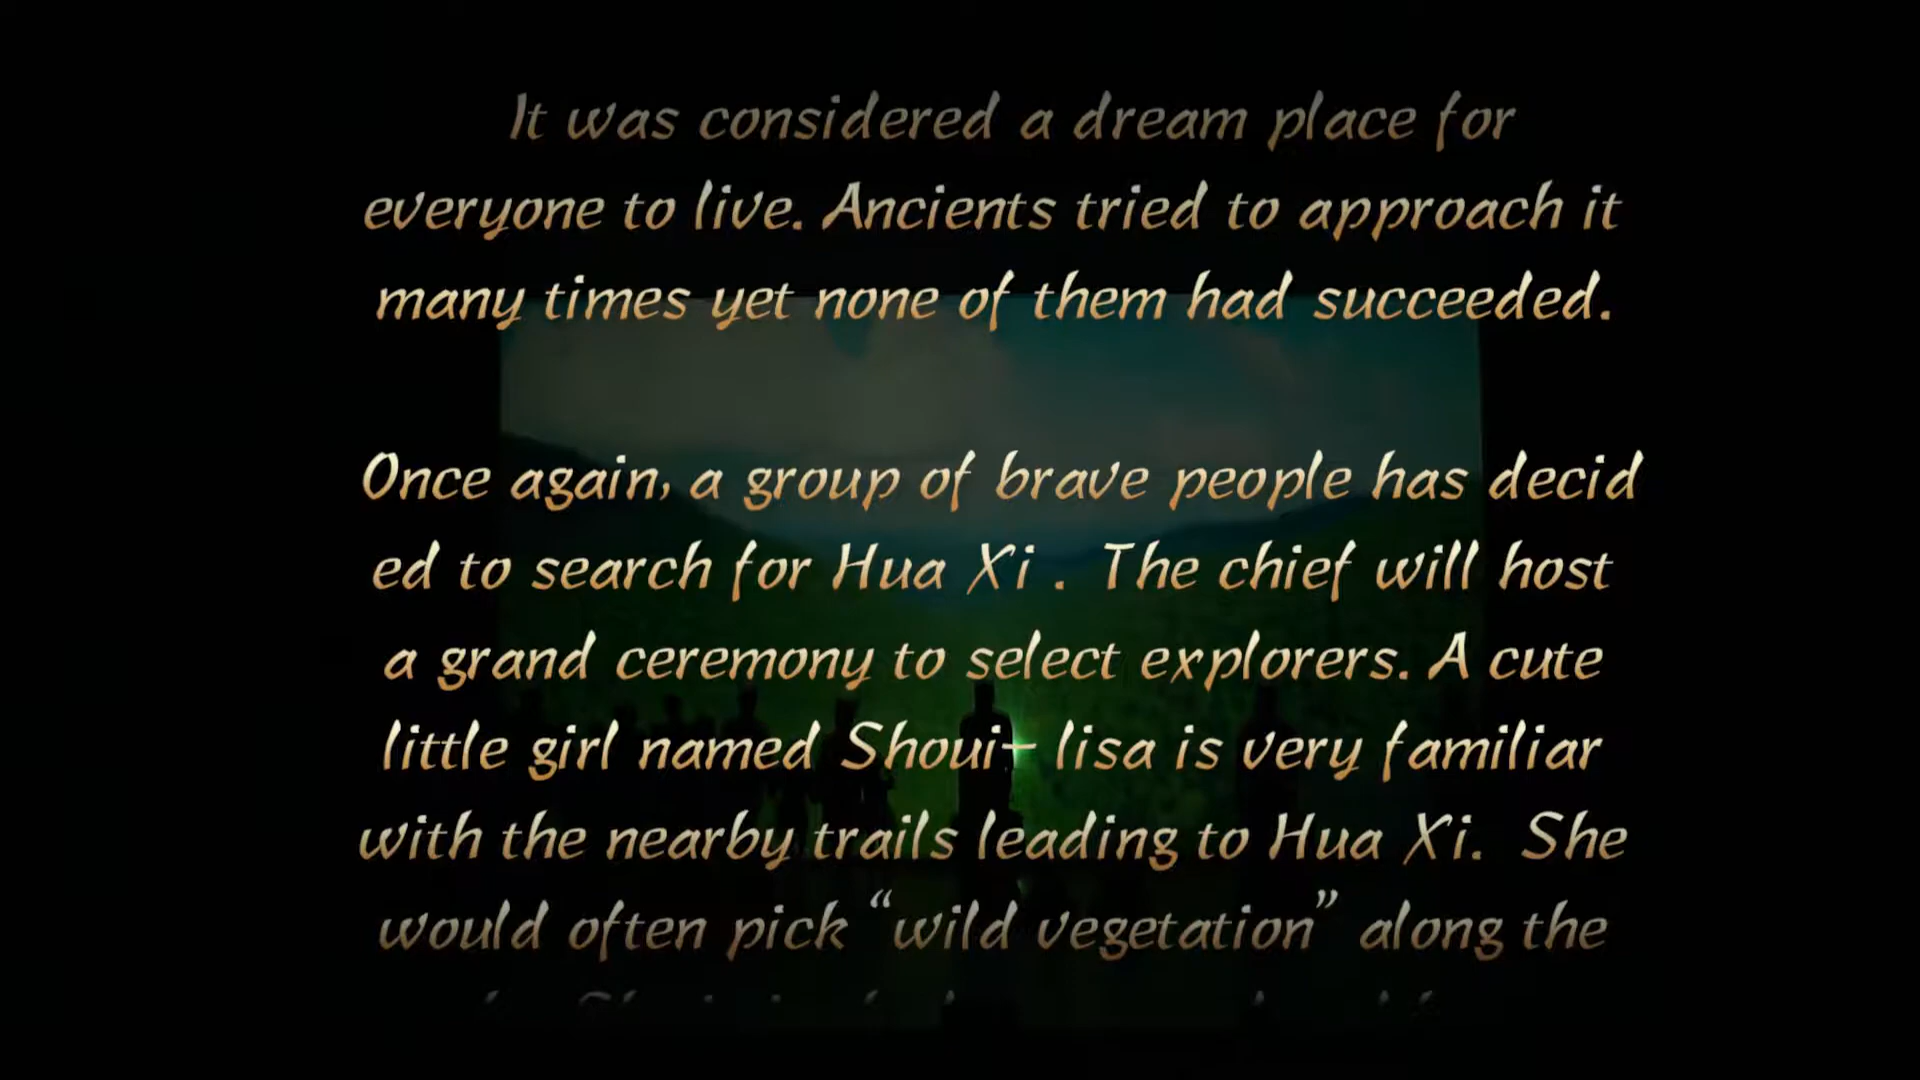 It was considered a dream place for
everyone to live. Ancients tried to approach it
many times yet none of them had succeeded.
Once again, a group of brave people has decid
ed to search for Hua Xi . The chief will host
a grand ceremony to select explorers. A cute
little girl named Shoui- lisa is very familiar
with the nearby trails leading to Hua Xi. She
would often pick “wild vegetation” along the